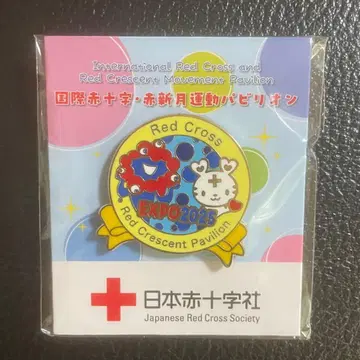 International Red Cross and
Red Crescent Movement Pavilion
国際赤十字・赤新月運動パビリオン
Red Cross
EXPO2025
Red Crescent Pavilion
日本赤十字社
Japanese Red Cross Society